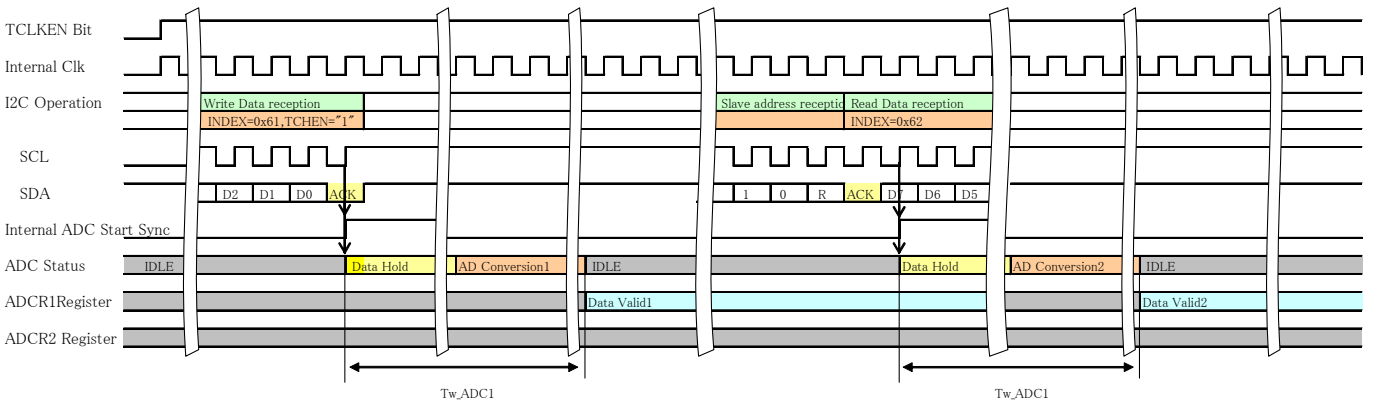 TCLKEN Bit
Internal Clk
I2C Operation
Write Data reception
Slave address receptio
Read Data reception
INDEX=0x61,TCHEN="1"
INDEX=0x62
SCL
SDA
D2 D1 D0 ACK
1 0 R ACK D7 D6 D5
Internal ADC Start Sync
ADC Status
IDLE
Data Hold
AD Conversion1
IDLE
Data Hold
AD Conversion2
IDLE
ADCR1Register
Data Valid1
Data Valid2
ADCR2 Register
Tw_ADC1
Tw_ADC1